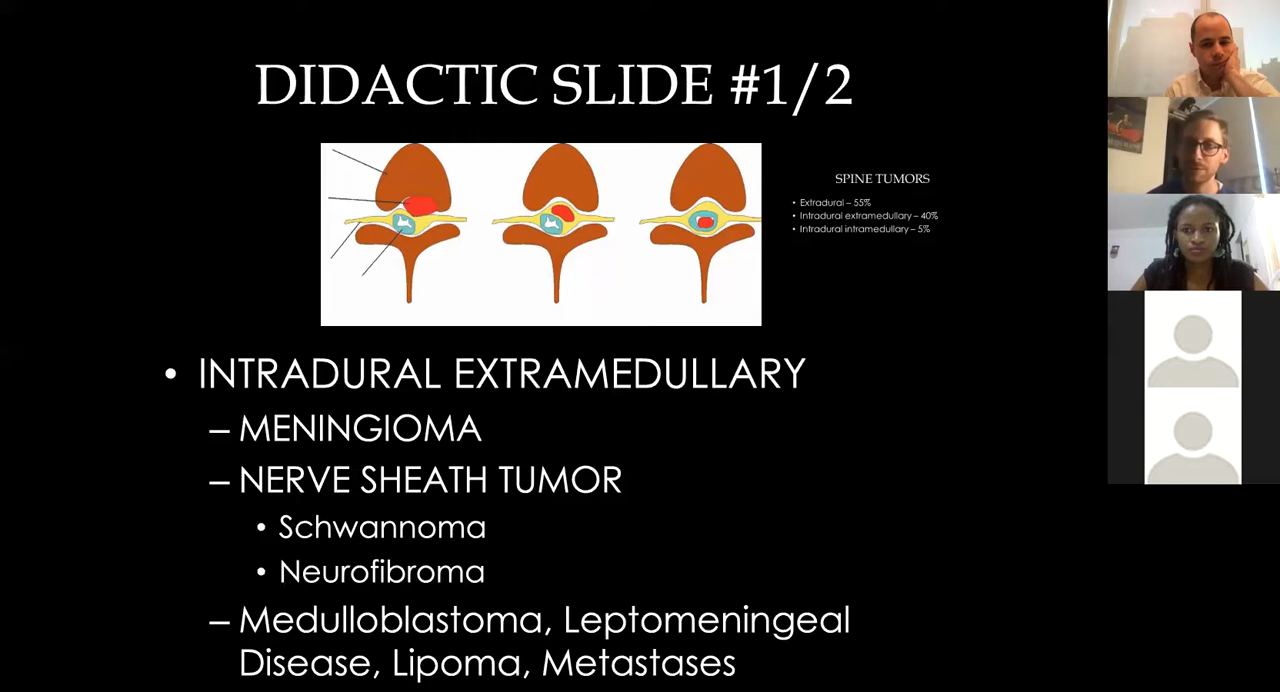 DIDACTIC SLIDE #1/2
SPINE TUMORS
• Extradural – 55%
• Intradural extramedullary – 40%
• Intradural intramedullary – 5%
• INTRADURAL EXTRAMEDULLARY
– MENINGIOMA
– NERVE SHEATH TUMOR
• Schwannoma
• Neurofibroma
– Medulloblastoma, Leptomeningeal
Disease, Lipoma, Metastases